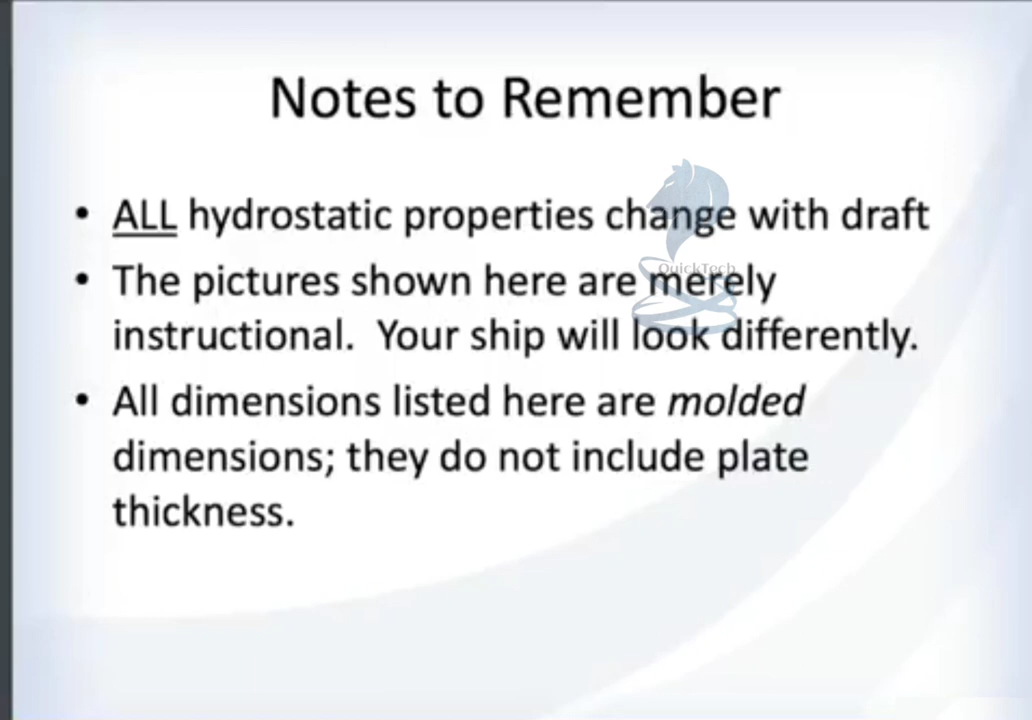 Notes to Remember
• ALL hydrostatic properties change with draft
• The pictures shown here are merely
instructional.  Your ship will look differently.
• All dimensions listed here are molded
dimensions; they do not include plate
thickness.
QuickTech